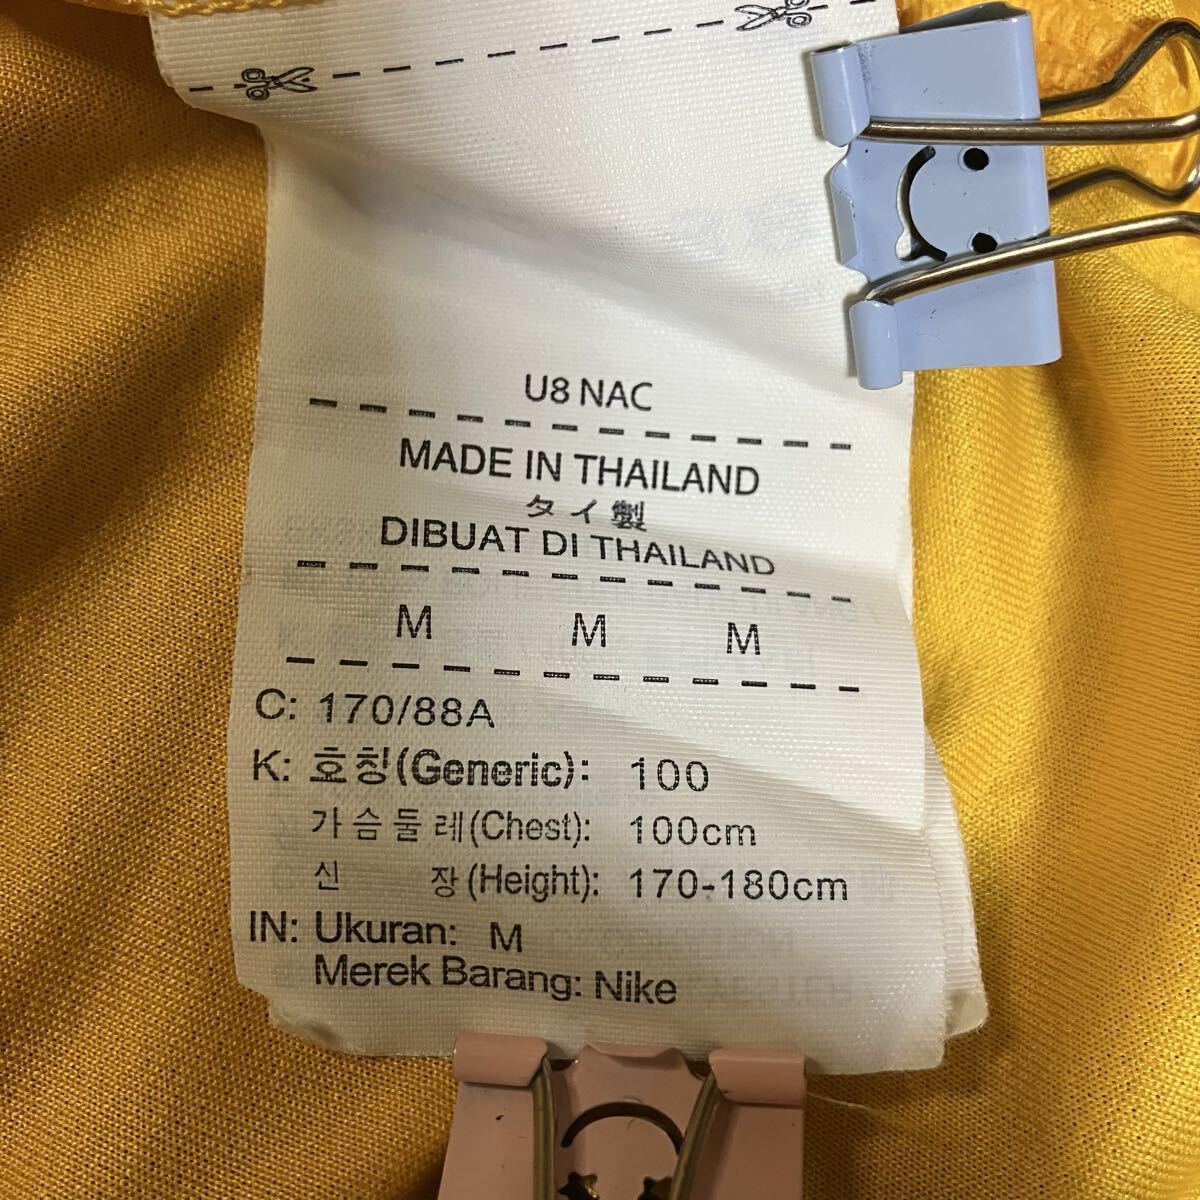 U8 NAC
MADE IN THAILAND
タイ製
DIBUAT DI THAILAND
M M M
C: 170/88A
K: 호칭(Generic): 100
가슴둘레(Chest): 100cm
신 장(Height): 170-180cm
IN: Ukuran: M
Merek Barang: Nike